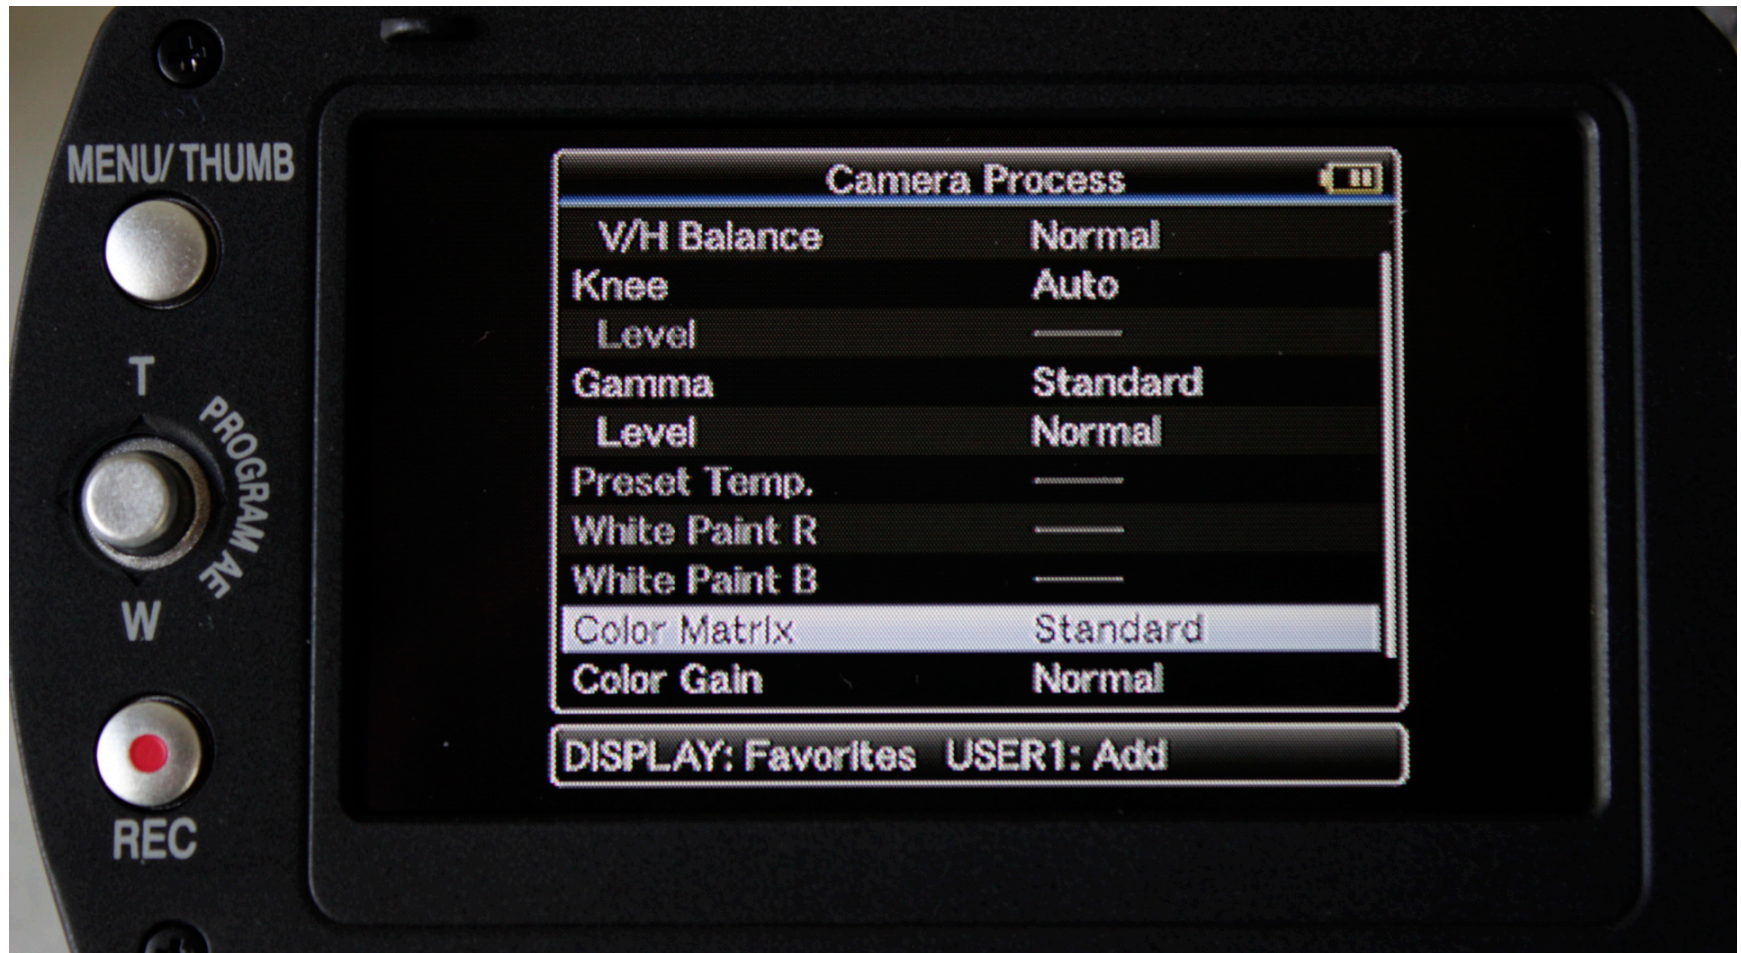 MENU/THUMB
T
PROGRAM AE
W
REC
Camera Process
V/H Balance Normal
Knee Auto
Level ———
Gamma Standard
Level Normal
Preset Temp. ———
White Paint R ———
White Paint B ———
Color Matrix Standard
Color Gain Normal
DISPLAY: Favorites USER1: Add